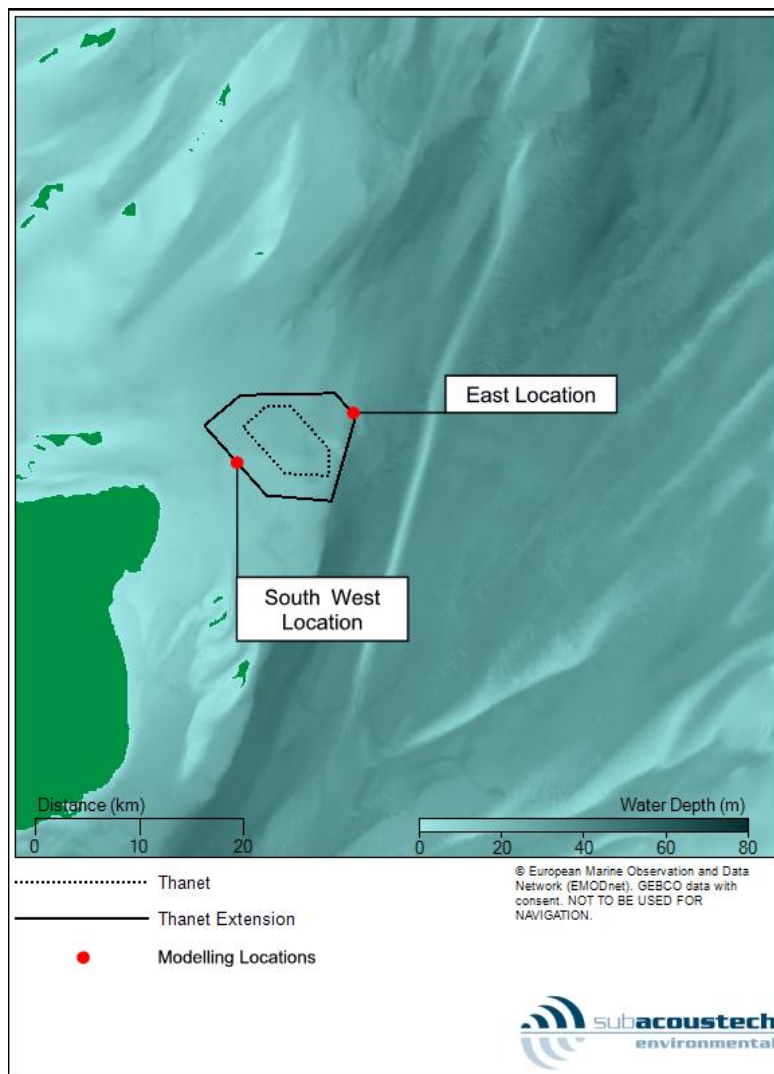 East Location
South West
Location
Distance (km)
0 10 20
Water Depth (m)
0 20 40 60 80
Thanet
Thanet Extension
Modelling Locations
© European Marine Observation and Data
Network (EMODnet). GEBCO data with
consent. NOT TO BE USED FOR
NAVIGATION.
subacoustech
environmental